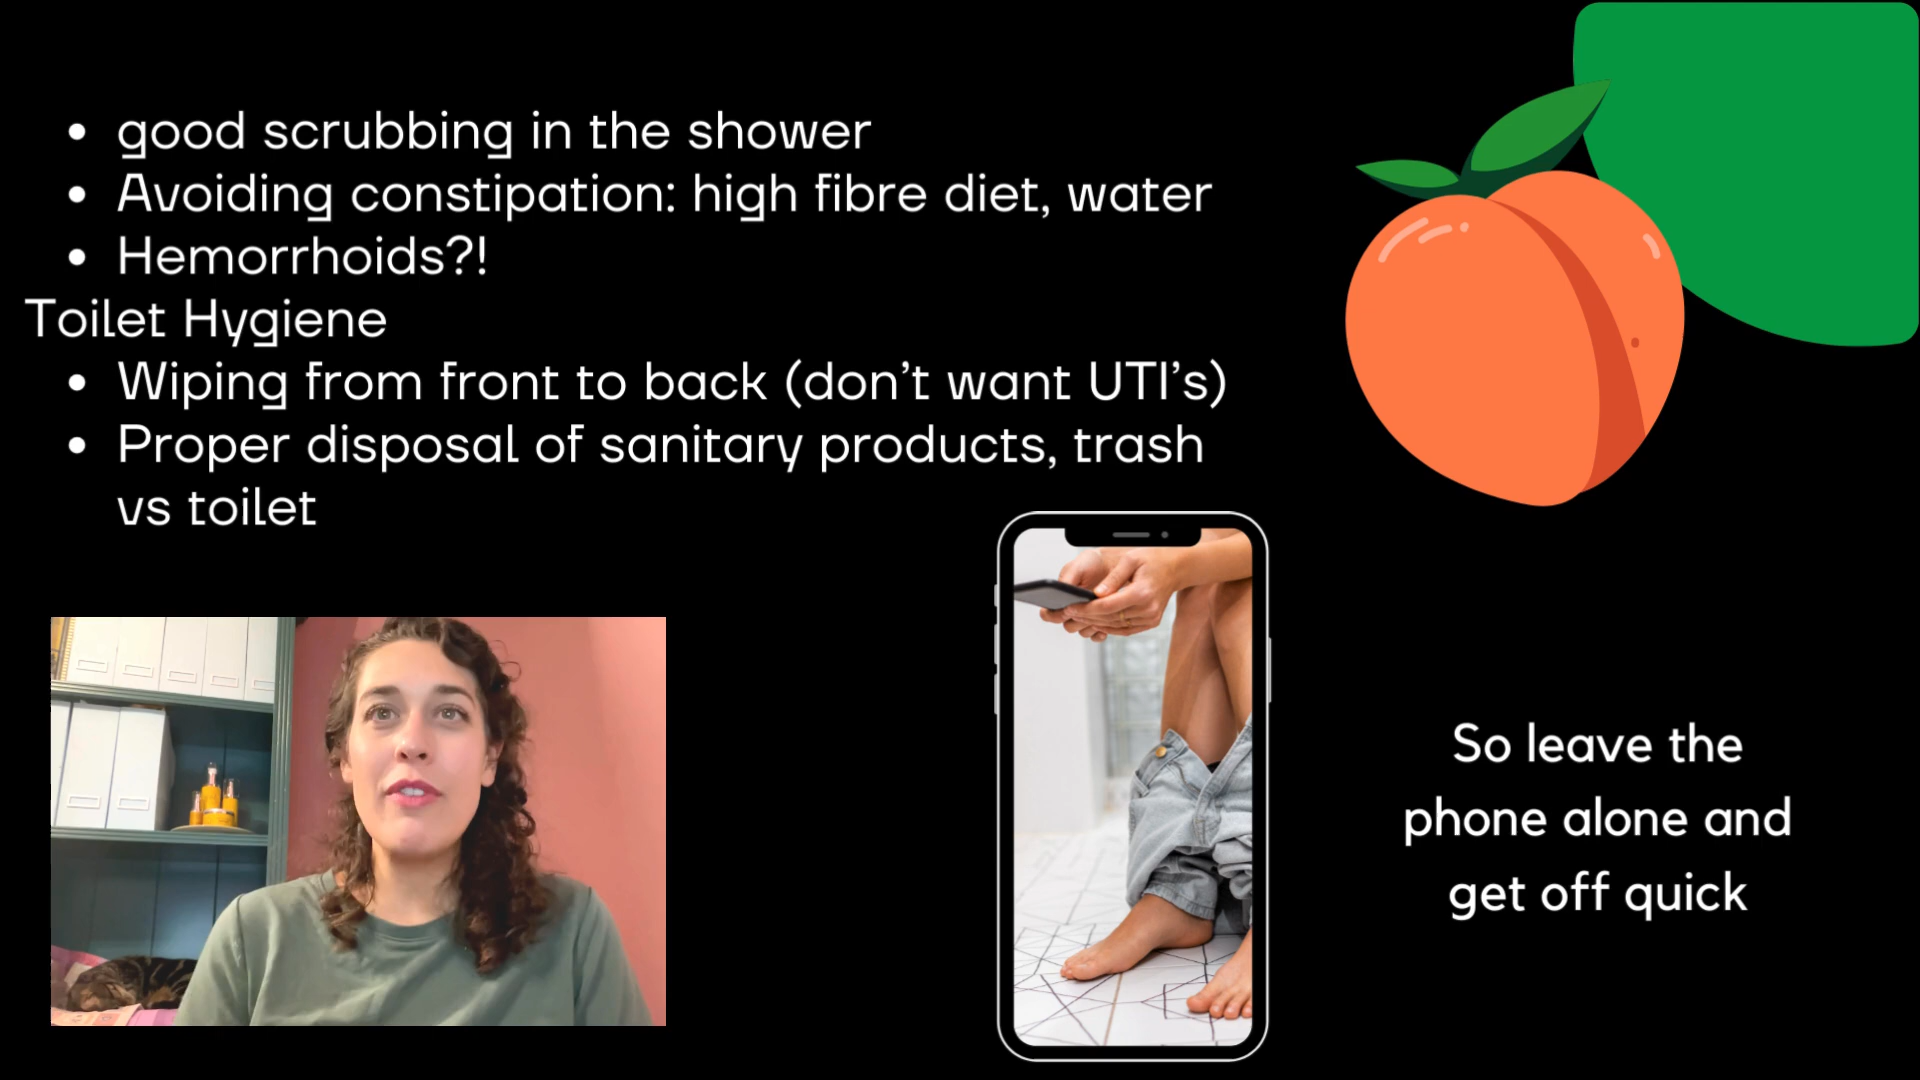 • good scrubbing in the shower
• Avoiding constipation: high fibre diet, water
• Hemorrhoids?!
Toilet Hygiene
• Wiping from front to back (don't want UTI's)
• Proper disposal of sanitary products, trash
vs toilet
So leave the
phone alone and
get off quick